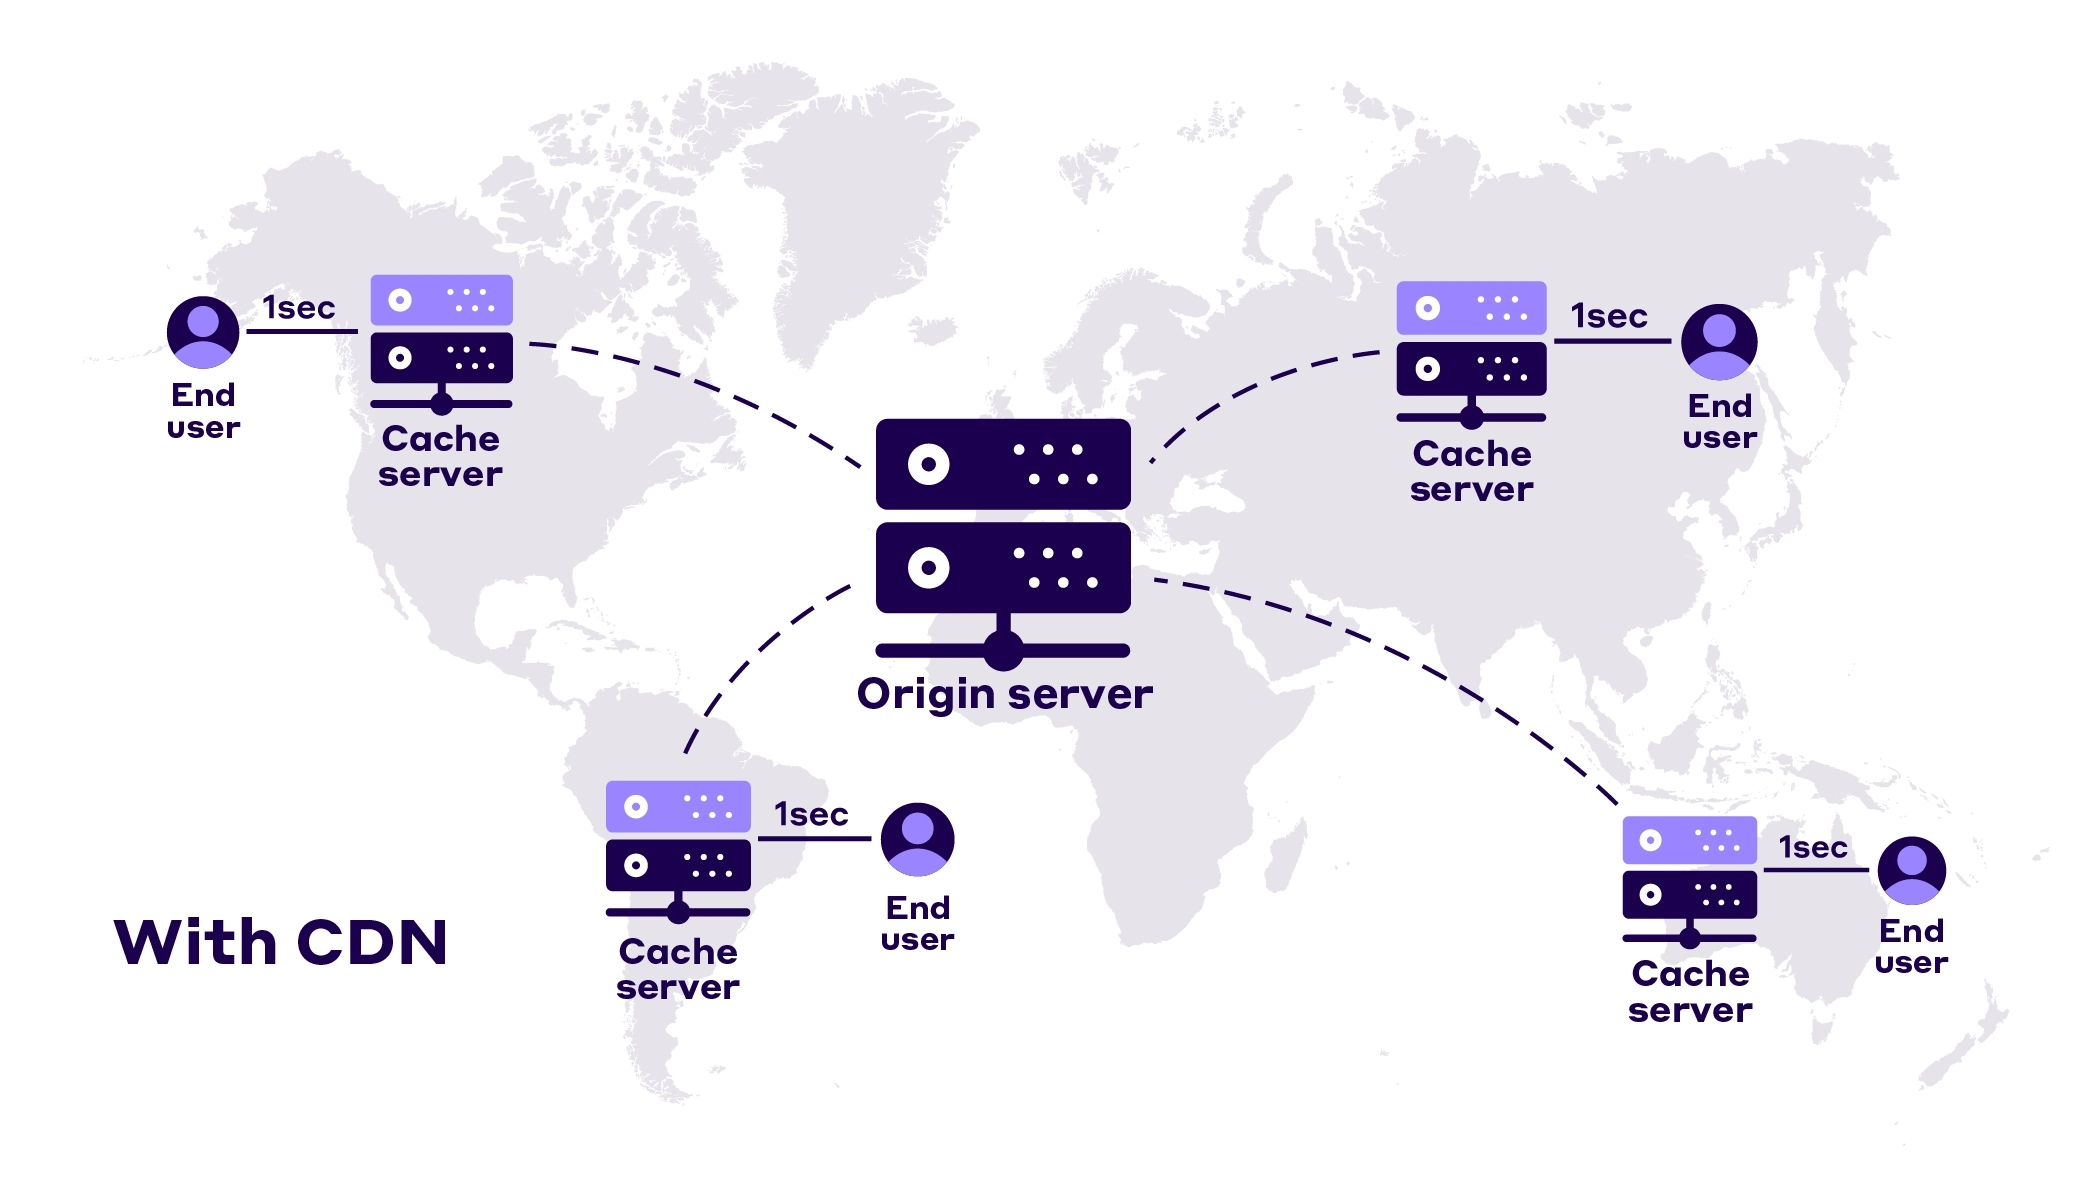 1sec
End
user
Cache
server
1sec
End
user
Cache
server
Origin server
1sec
End
user
Cache
server
1sec
End
user
Cache
server
With CDN